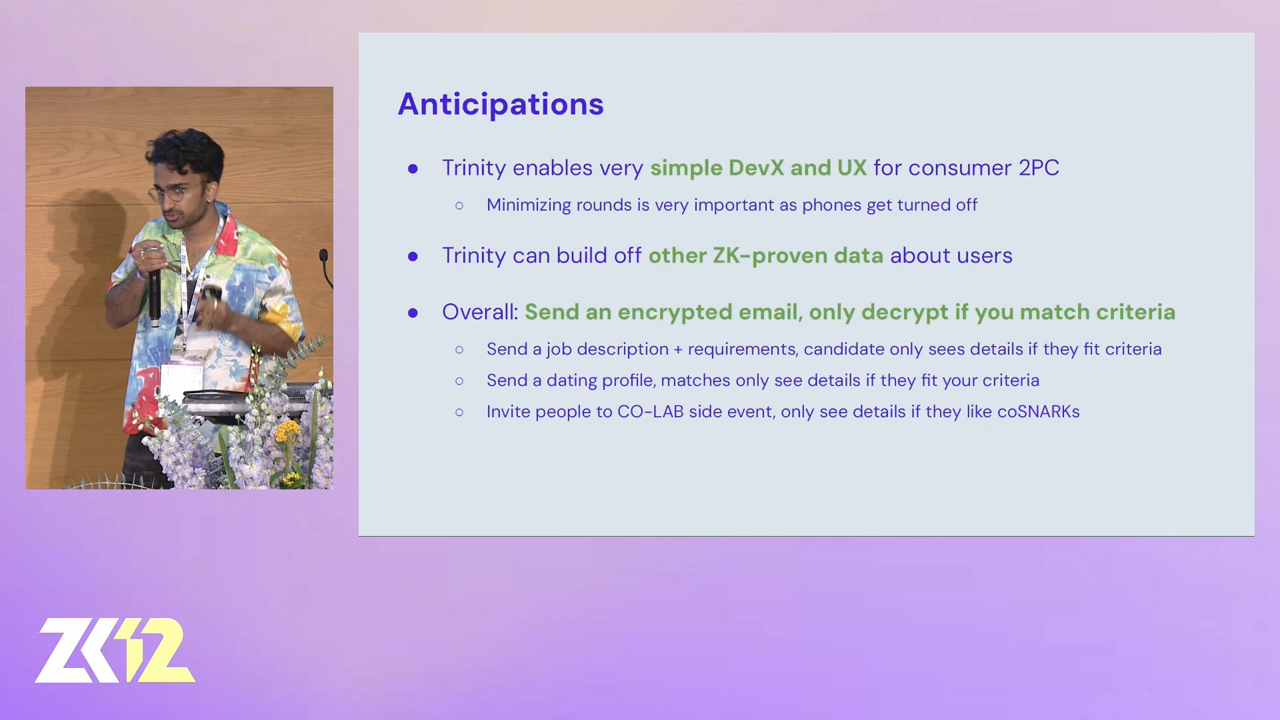 Anticipations
● Trinity enables very simple DevX and UX for consumer 2PC
○ Minimizing rounds is very important as phones get turned off
● Trinity can build off other ZK-proven data about users
● Overall: Send an encrypted email, only decrypt if you match criteria
○ Send a job description + requirements, candidate only sees details if they fit criteria
○ Send a dating profile, matches only see details if they fit your criteria
○ Invite people to CO-LAB side event, only see details if they like coSNARKs
ZK12